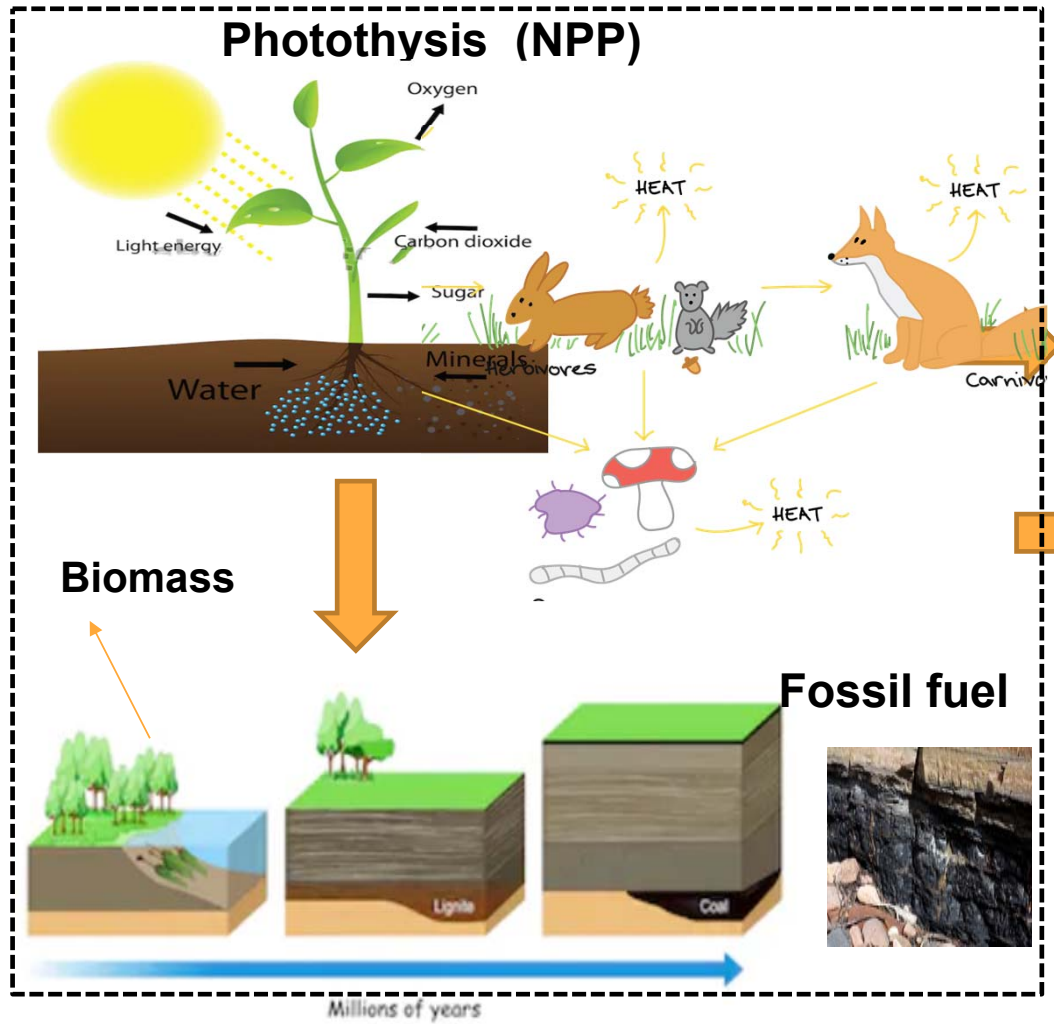 Photothysis (NPP)
Oxygen
HEAT
HEAT
Light energy
Carbon dioxide
Sugar
Minerals
Herbivores
Water
Carnivo
HEAT
Biomass
Fossil fuel
Lignite
Coal
Millions of years